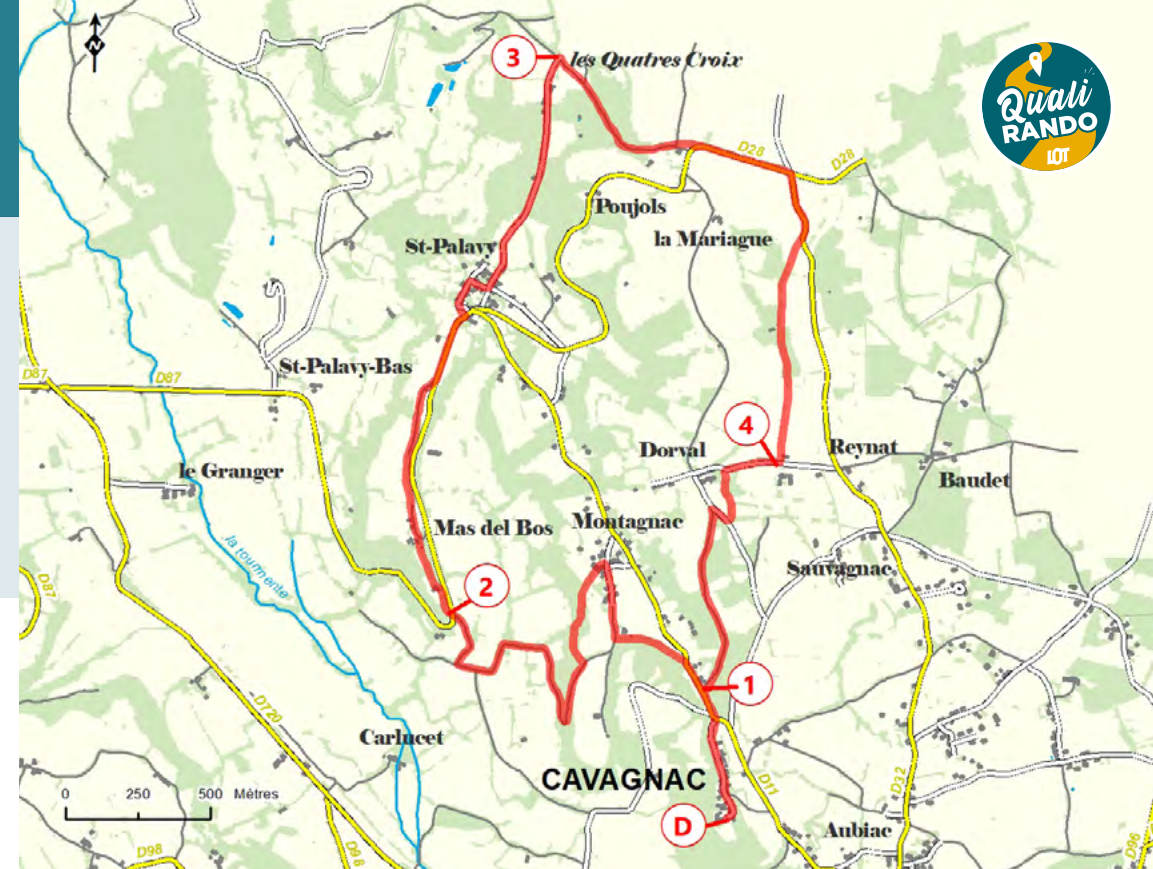 N
3
les Quatres Croix
Quali
RANDO
LOT
D28
D28
Poujols
la Mariague
St-Palavy
St-Palavy-Bas
D87
D87
4
Dorval
Reynat
Baudet
le Granger
Mas del Bos
Montagnac
Sauvagnac
la tourmente
D87
2
1
D720
Carlucet
CAVAGNAC
D11
D32
0 250 500 Mètres
D
Aubiac
D98
D98
D96